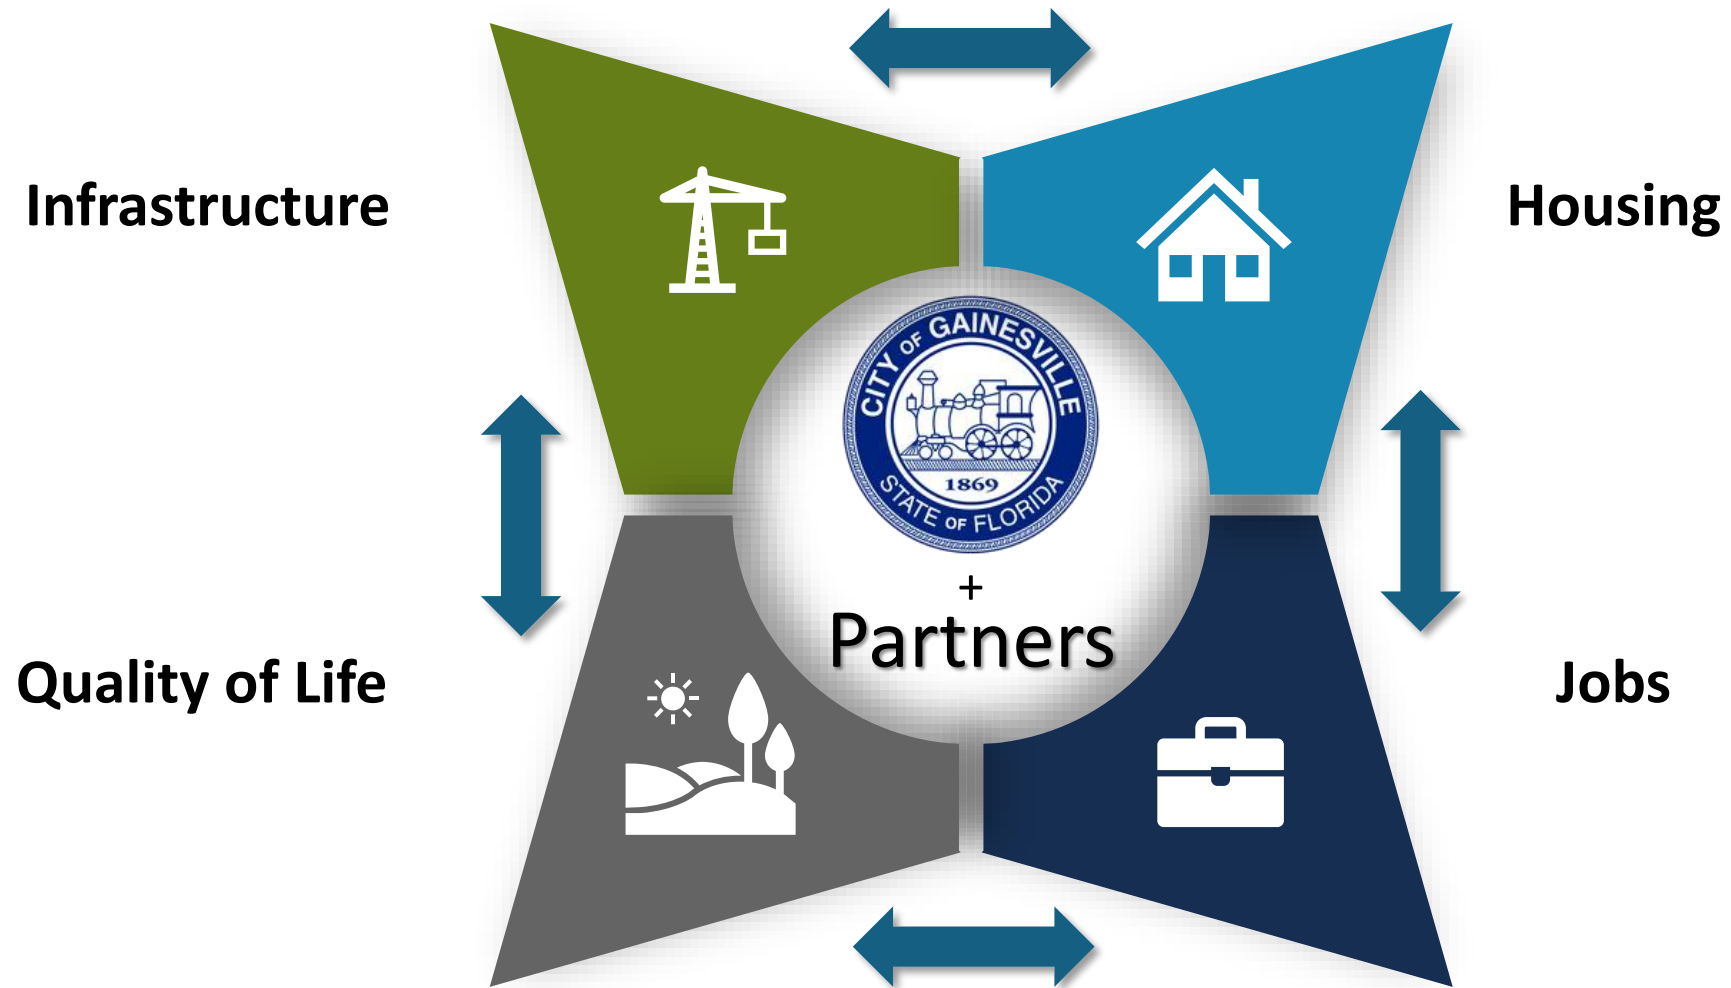 Infrastructure
Housing
CITY OF GAINESVILLE
1869
STATE OF FLORIDA
+
Partners
Quality of Life
Jobs